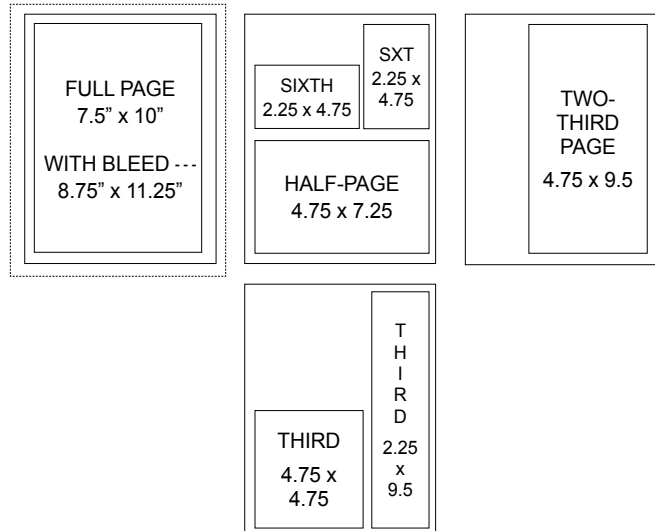 FULL PAGE
7.5” x 10”
WITH BLEED ---
8.75” x 11.25”
SIXTH
2.25 x 4.75
SXT
2.25 x
4.75
HALF-PAGE
4.75 x 7.25
TWO-
THIRD
PAGE
4.75 x 9.5
THIRD
4.75 x
4.75
T
H
I
R
D
2.25
x
9.5